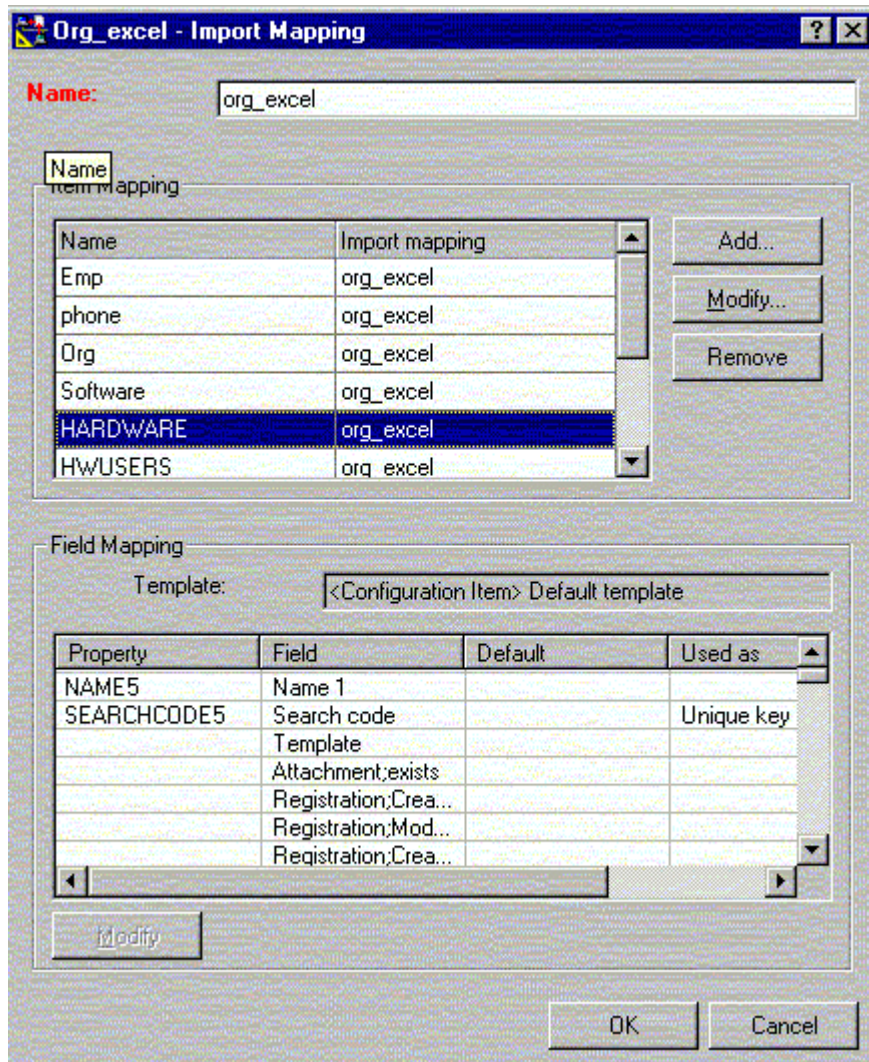 Org_excel - Import Mapping
Name: org_excel
Name
Item Mapping
Name Import mapping
Emp org_excel
phone org_excel
Org org_excel
Software org_excel
HARDWARE org_excel
HWUSERS org_excel
Add...
Modify...
Remove
Field Mapping
Template: <Configuration Item> Default template
Property Field Default Used as
NAME5 Name 1
SEARCHCODE5 Search code Unique key
Template
Attachment;exists
Registration;Crea...
Registration;Mod...
Registration;Crea...
Modify
OK Cancel